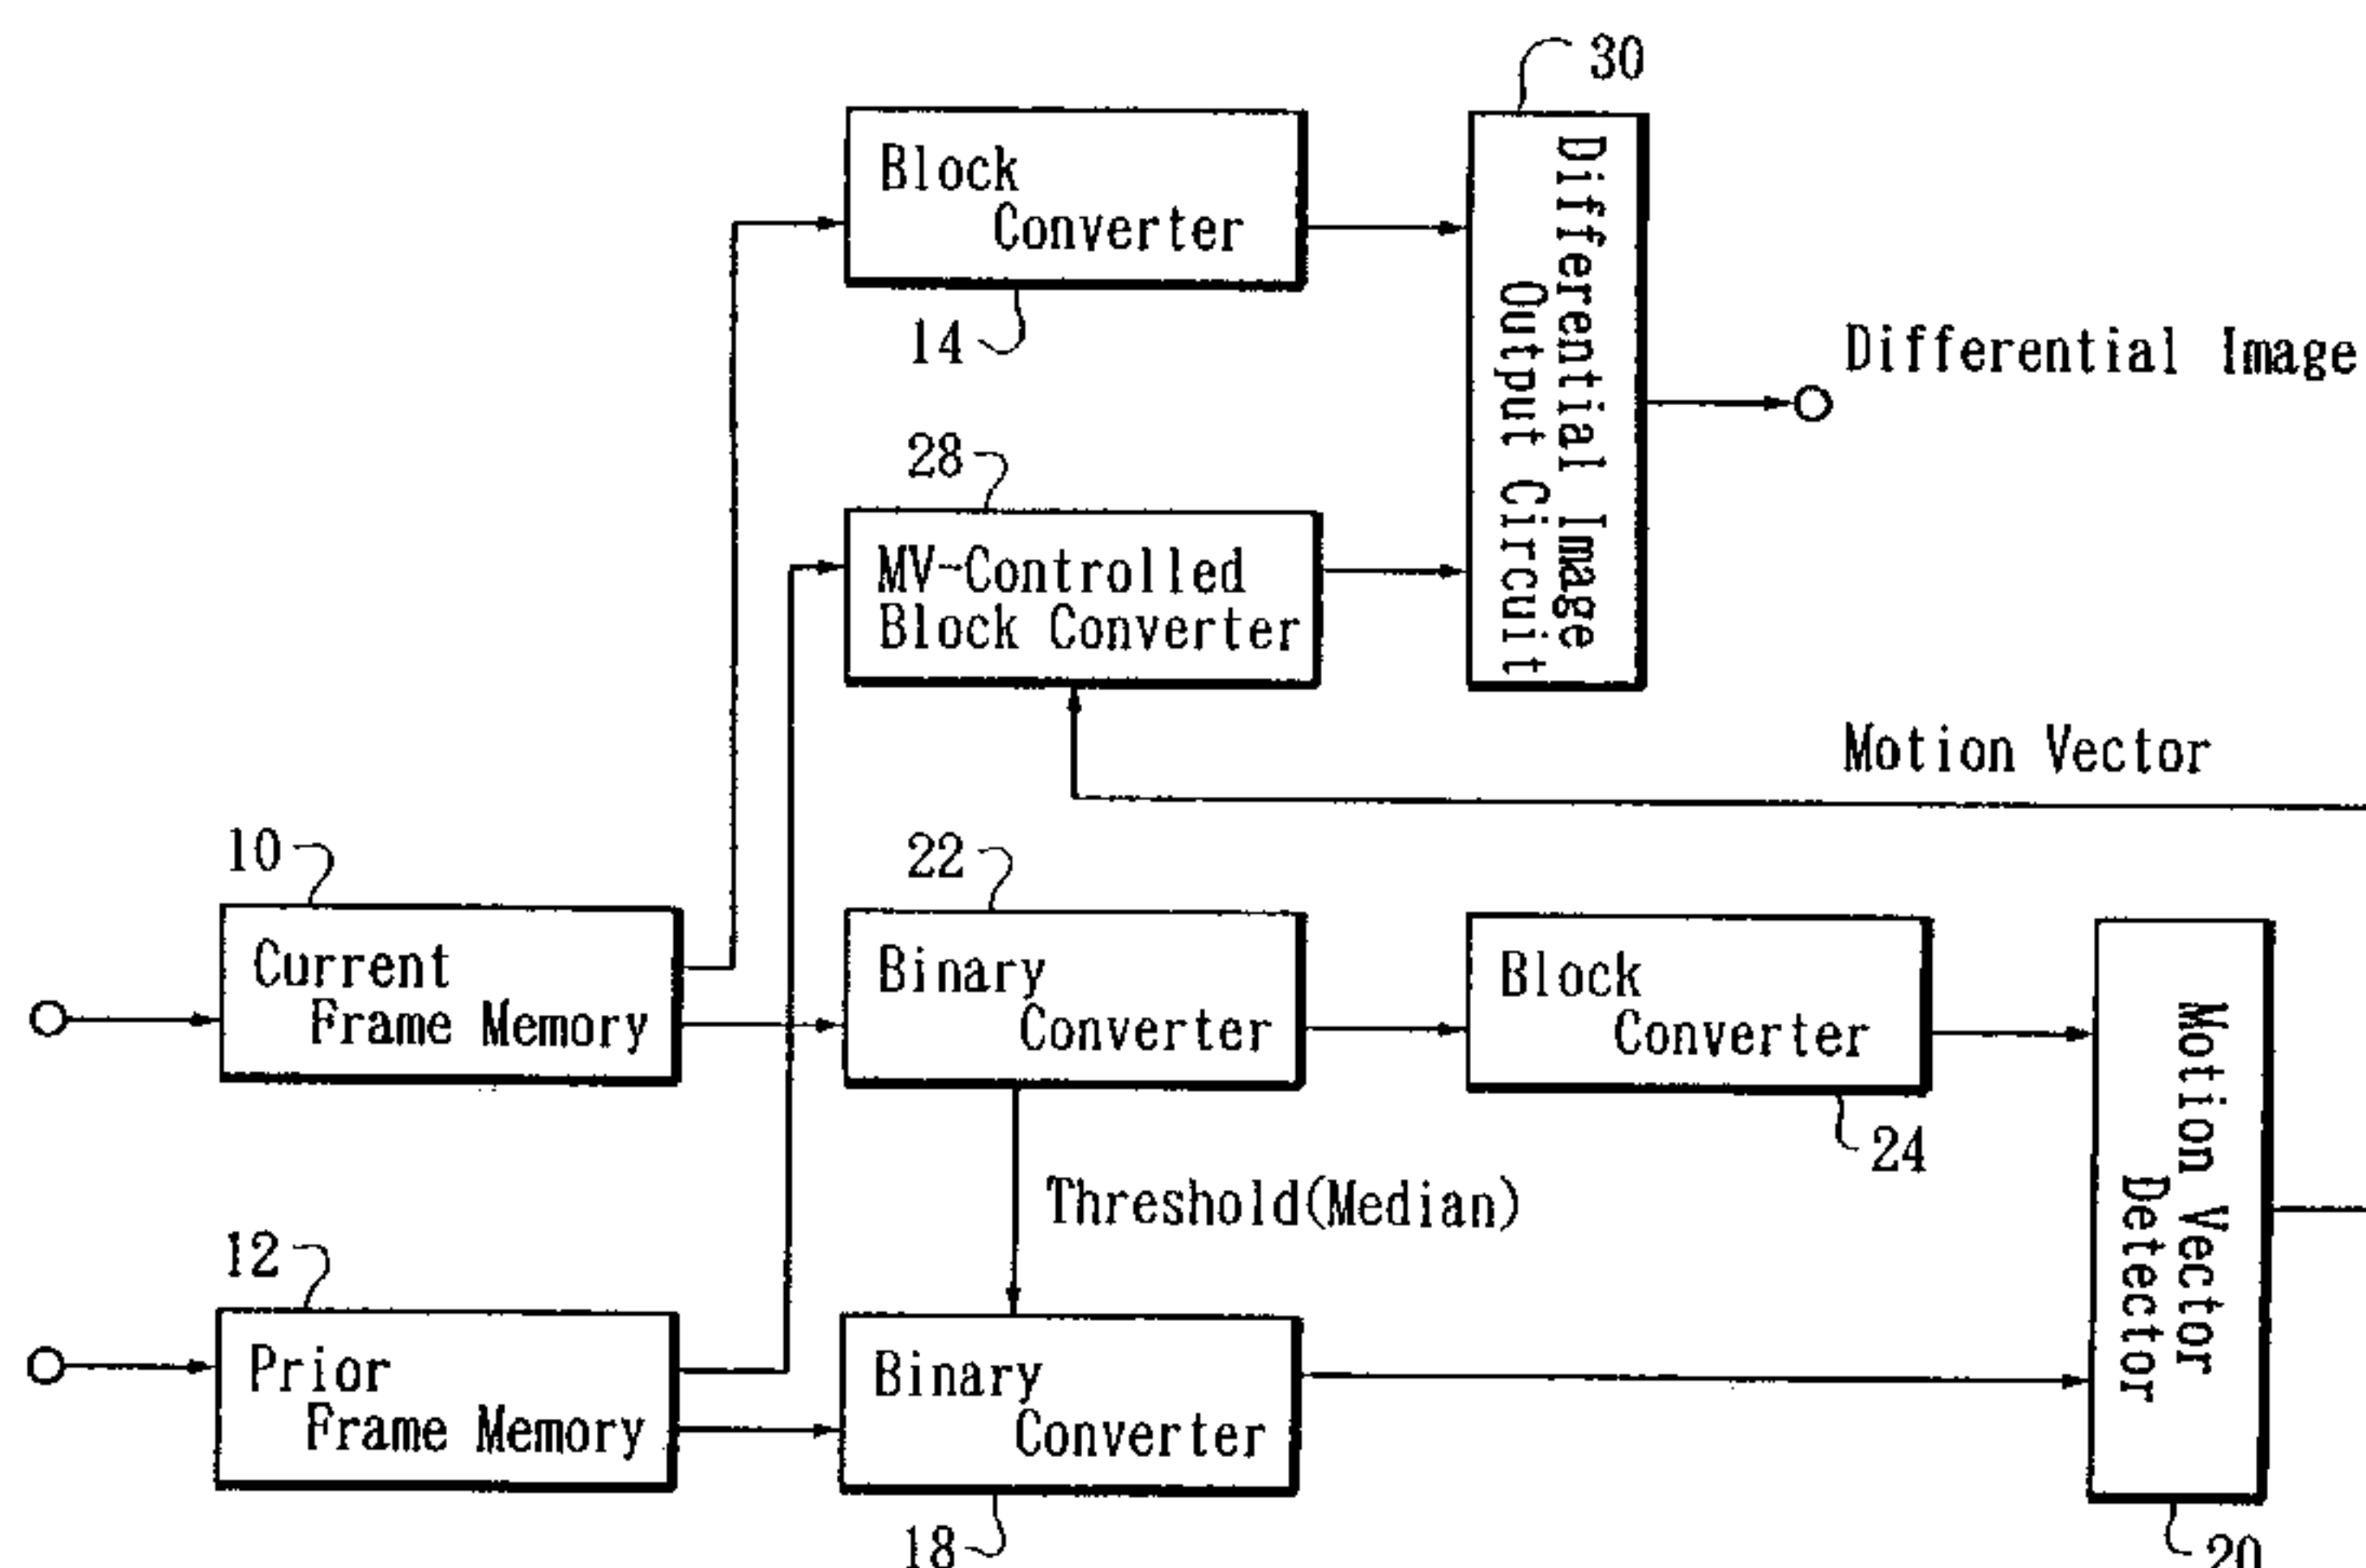 30
Block
Converter
14
Differential Image
Output Circuit
Differential Image
28
MV-Controlled
Block Converter
Motion Vector
10
Current
Frame Memory
22
Binary
Converter
Block
Converter
24
Motion Vector
Detector
Threshold(Median)
12
Prior
Frame Memory
Binary
Converter
18
20